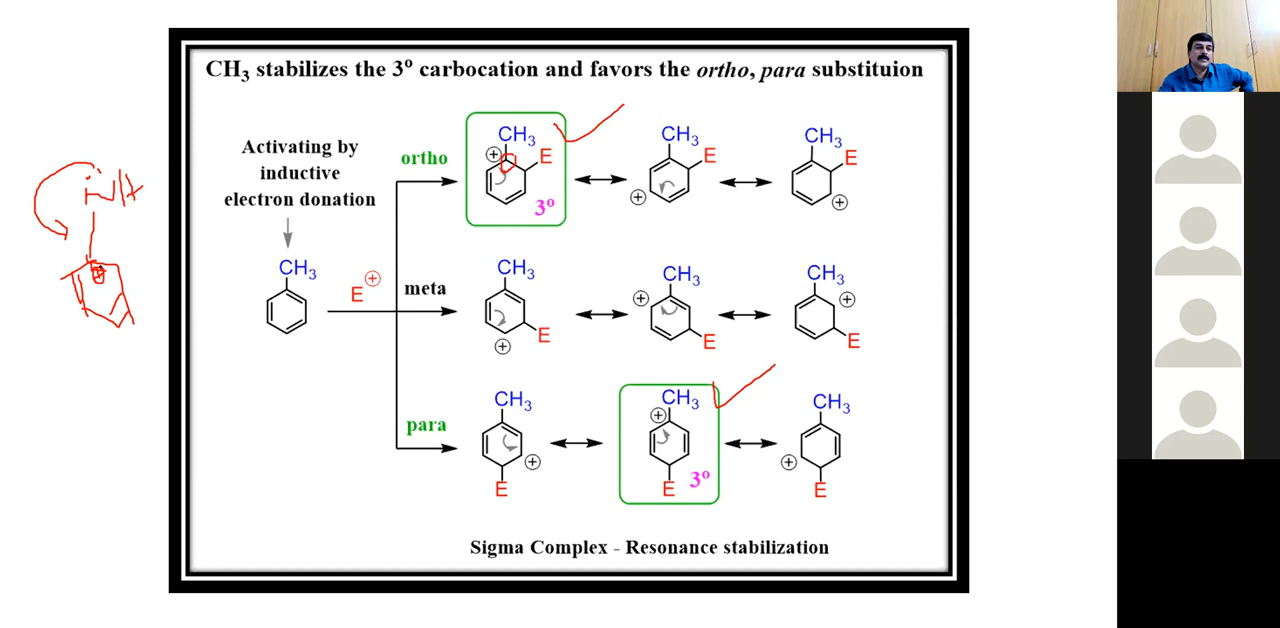 CH₃ stabilizes the 3º carbocation and favors the ortho, para substituion
Activating by
inductive
electron donation
CH₃
E⊕
ortho
CH₃
⊕
E
3º
CH₃
E
⊕
CH₃
E
⊕
meta
CH₃
E
⊕
CH₃
⊕
E
CH₃
⊕
E
para
CH₃
⊕
E
CH₃
⊕
E
3º
CH₃
⊕
E
Sigma Complex - Resonance stabilization